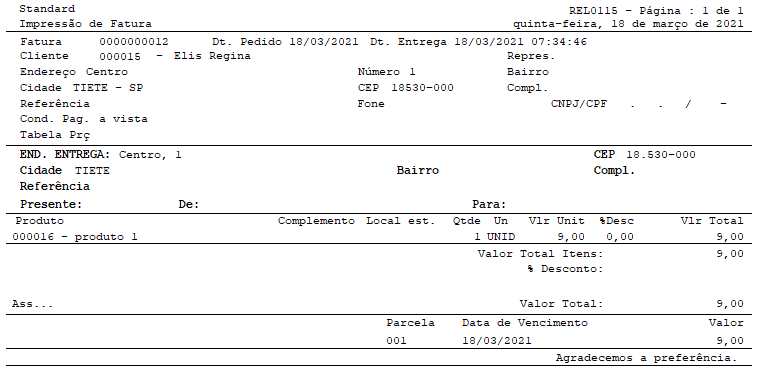 Standard REL0115 - Página : 1 de 1
Impressão de Fatura quinta-feira, 18 de março de 2021
Fatura 0000000012 Dt. Pedido 18/03/2021 Dt. Entrega 18/03/2021 07:34:46
Cliente 000015 - Elis Regina Repres.
Endereço Centro Número 1 Bairro
Cidade TIETE - SP CEP 18530-000 Compl.
Referência Fone CNPJ/CPF . . / -
Cond. Pag. a vista
Tabela Prç
END. ENTREGA: Centro, 1 CEP 18.530-000
Cidade TIETE Bairro Compl.
Referência
Presente: De: Para:
Produto Complemento Local est. Qtde Un Vlr Unit %Desc Vlr Total
000016 - produto 1 1 UNID 9,00 0,00 9,00
Valor Total Itens: 9,00
% Desconto:
Ass... Valor Total: 9,00
Parcela Data de Vencimento Valor
001 18/03/2021 9,00
Agradecemos a preferência.